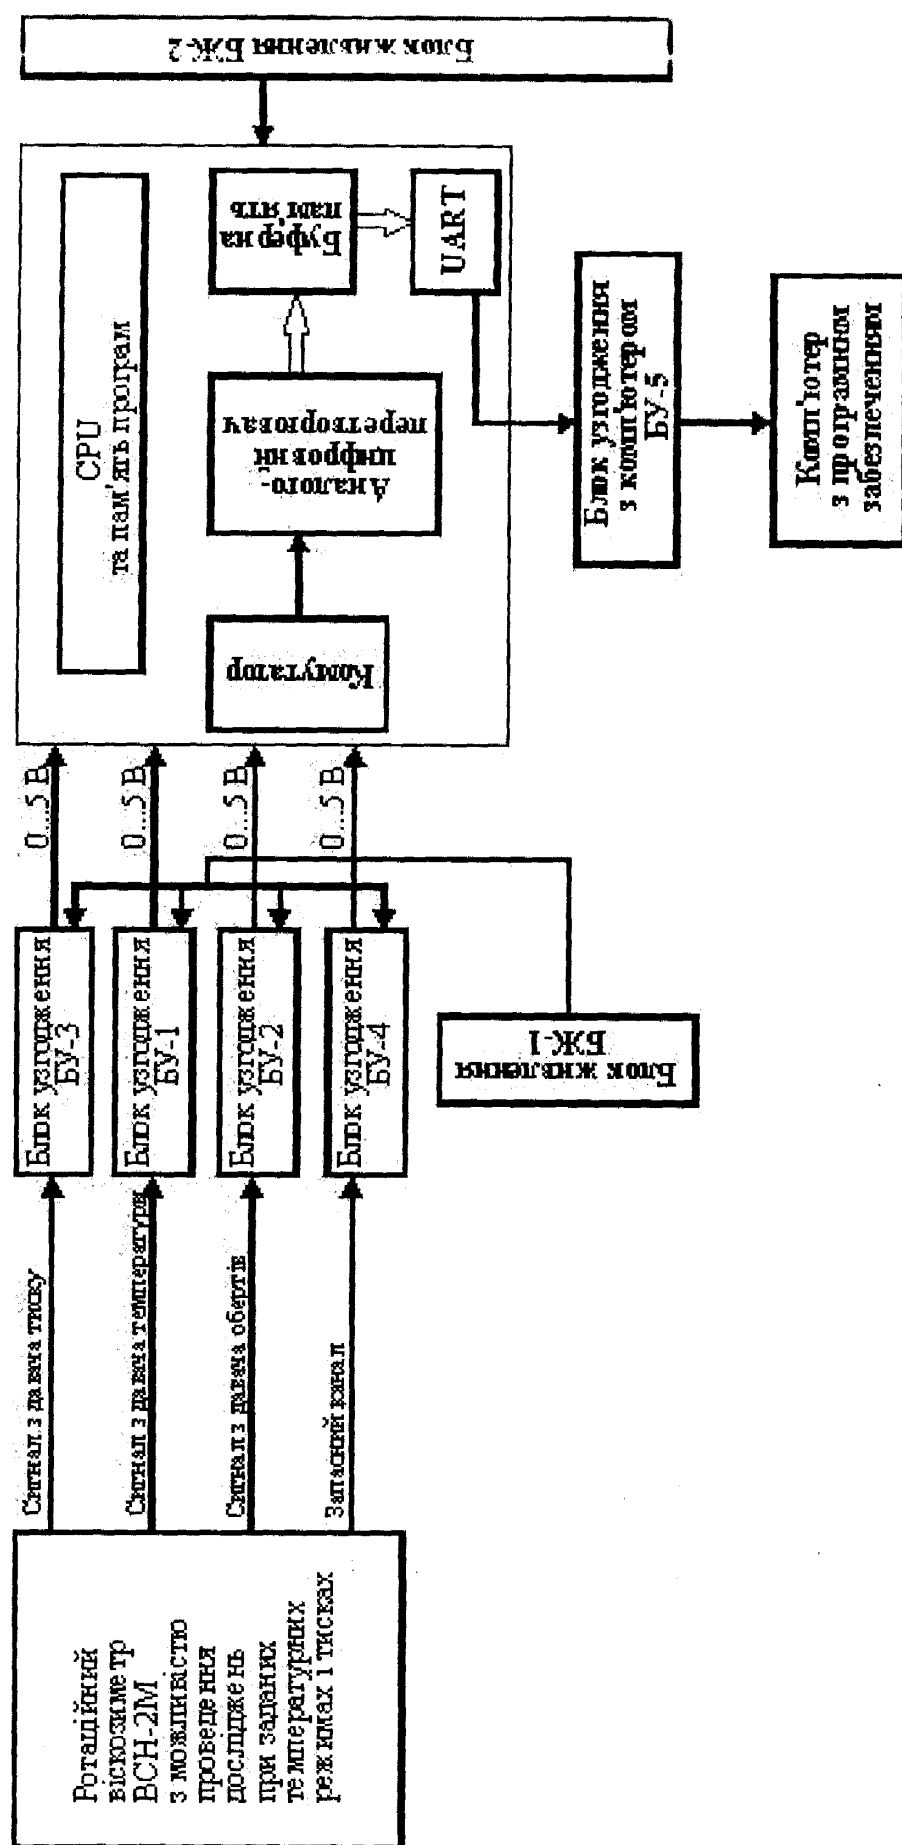 Ротаційний
віскозиметр
ВСН-2М
з можливістю
проведення
досліджень
при заданих
температурних
режимах і тисках
Сигнал з давача тиску
Сигнал з давача температури
Сигнал з давача обертів
Запасний канал
Блок узгодження
БУ-3
Блок узгодження
БУ-1
Блок узгодження
БУ-2
Блок узгодження
БУ-4
Блок живлення
БЖ-1
0...5 В
0...5 В
0...5 В
0...5 В
CPU
та пам'ять програм
Комутатор
Аналого-
цифровий
перетворювач
Буферна
пам'ять
UART
Блок живлення БЖ-2
Блок узгодження
з комп'ютером
БУ-5
Комп'ютер
з програмним
забезпеченням